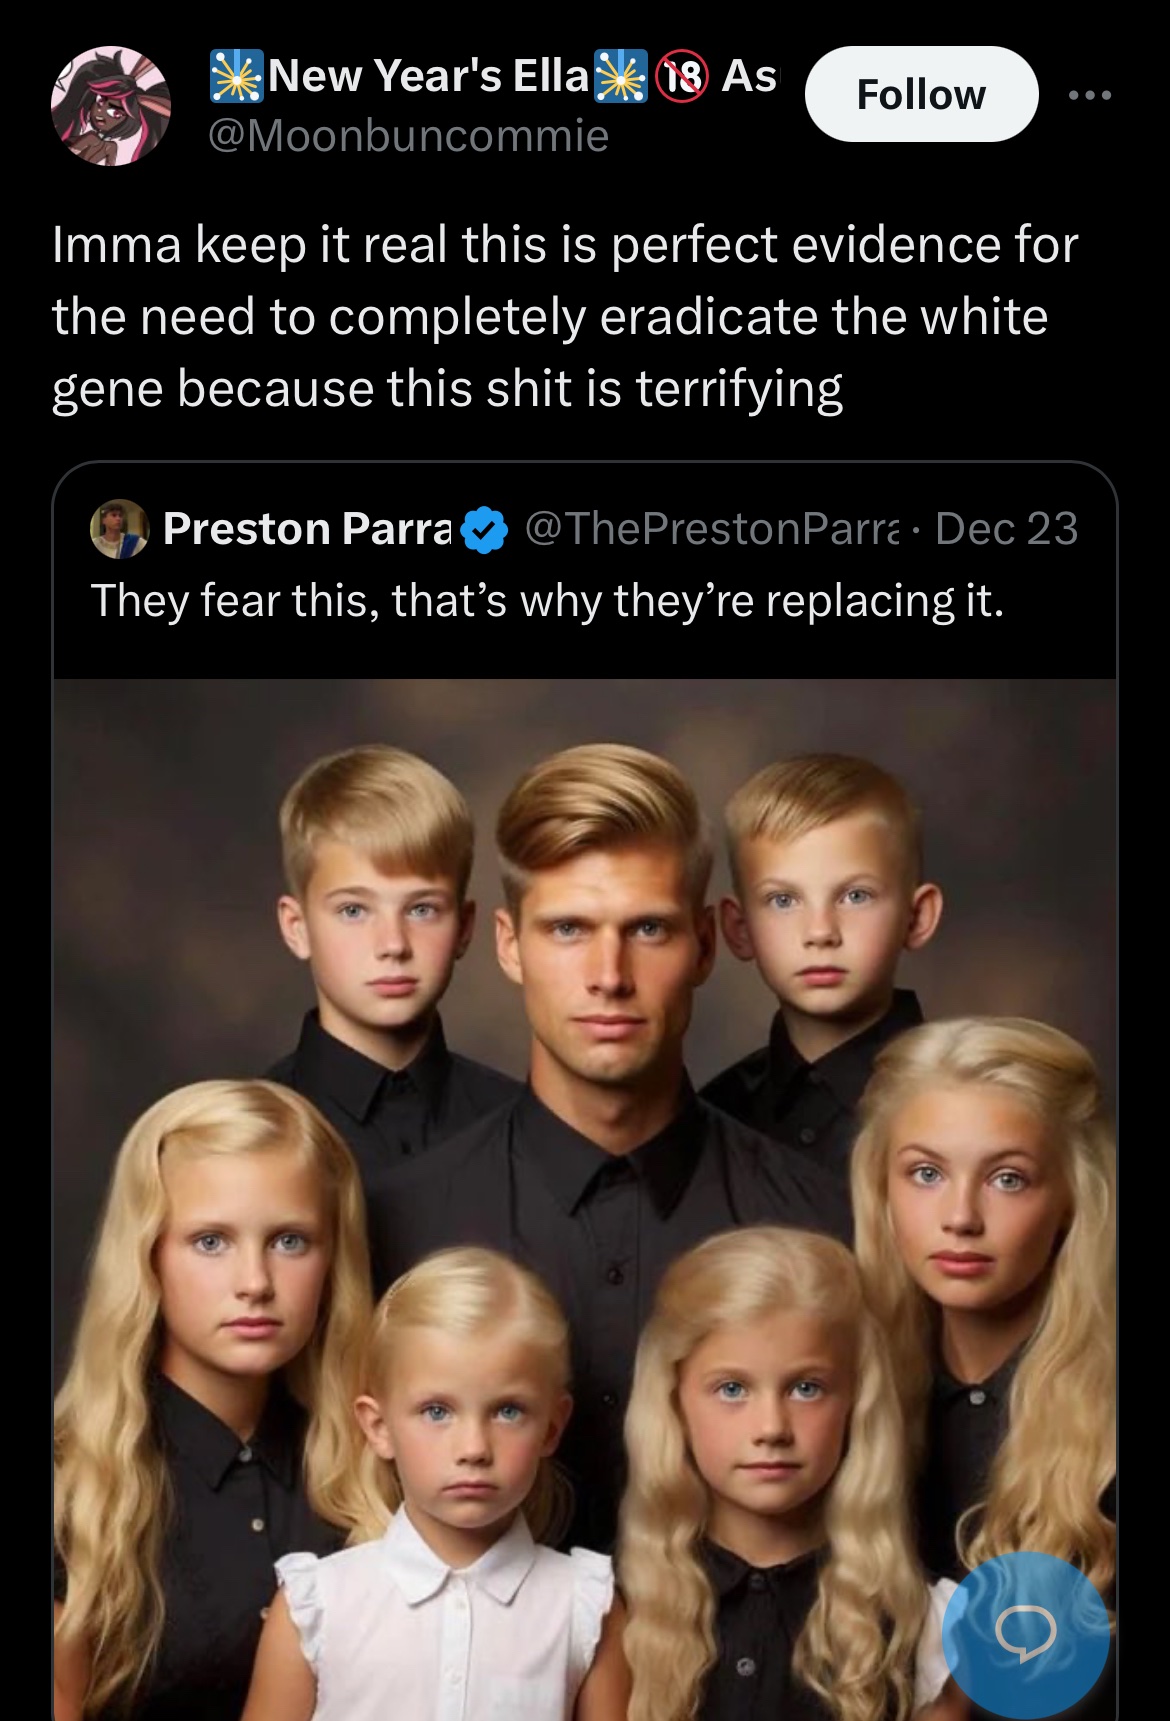 🎇New Year's Ella🎇🔞 As
Follow
@Moonbuncommie
Imma keep it real this is perfect evidence for
the need to completely eradicate the white
gene because this shit is terrifying
Preston Parra @ThePrestonParra · Dec 23
They fear this, that’s why they’re replacing it.